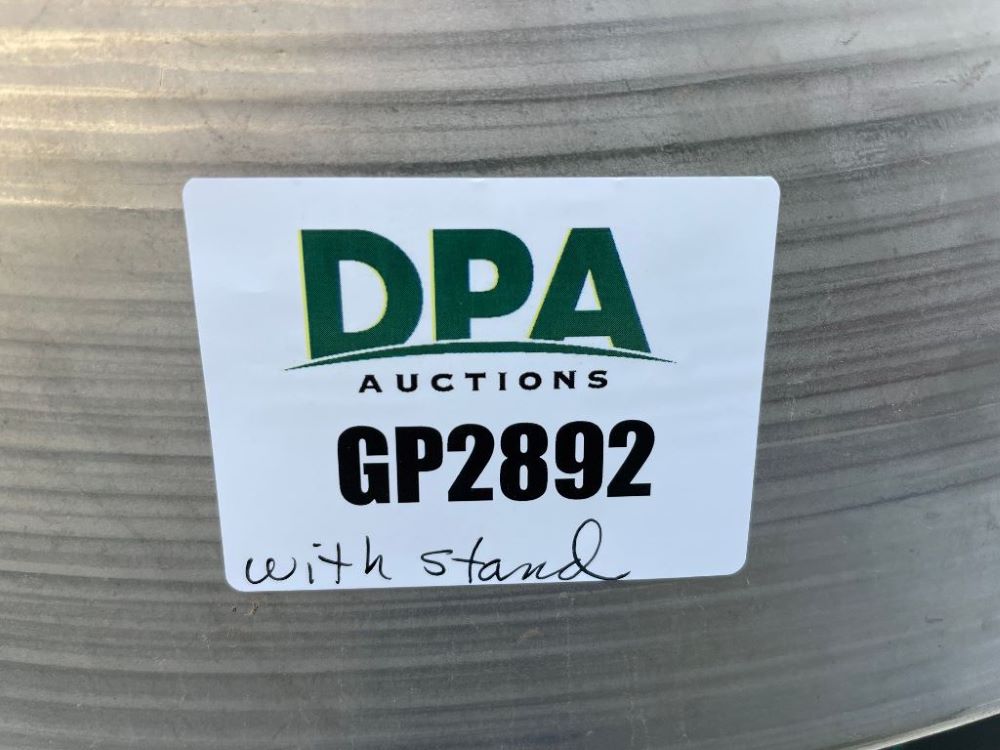 DPA
AUCTIONS
GP2892
with stand